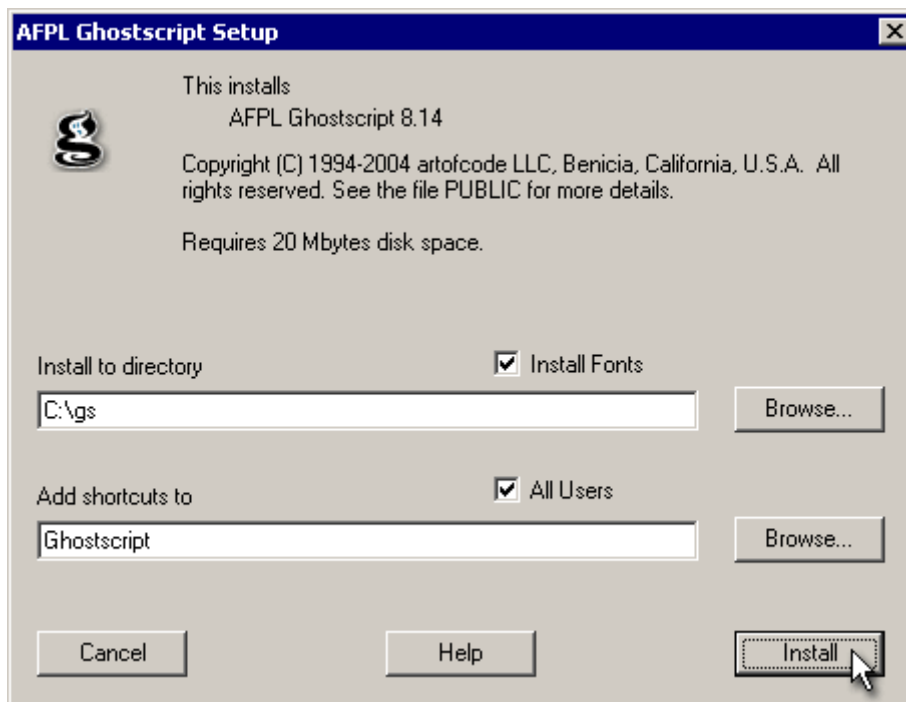 AFPL Ghostscript Setup
This installs
AFPL Ghostscript 8.14
Copyright (C) 1994-2004 artofcode LLC, Benicia, California, U.S.A.  All
rights reserved. See the file PUBLIC for more details.
Requires 20 Mbytes disk space.
Install to directory
Install Fonts
C:\gs
Browse...
Add shortcuts to
All Users
Ghostscript
Browse...
Cancel
Help
Install